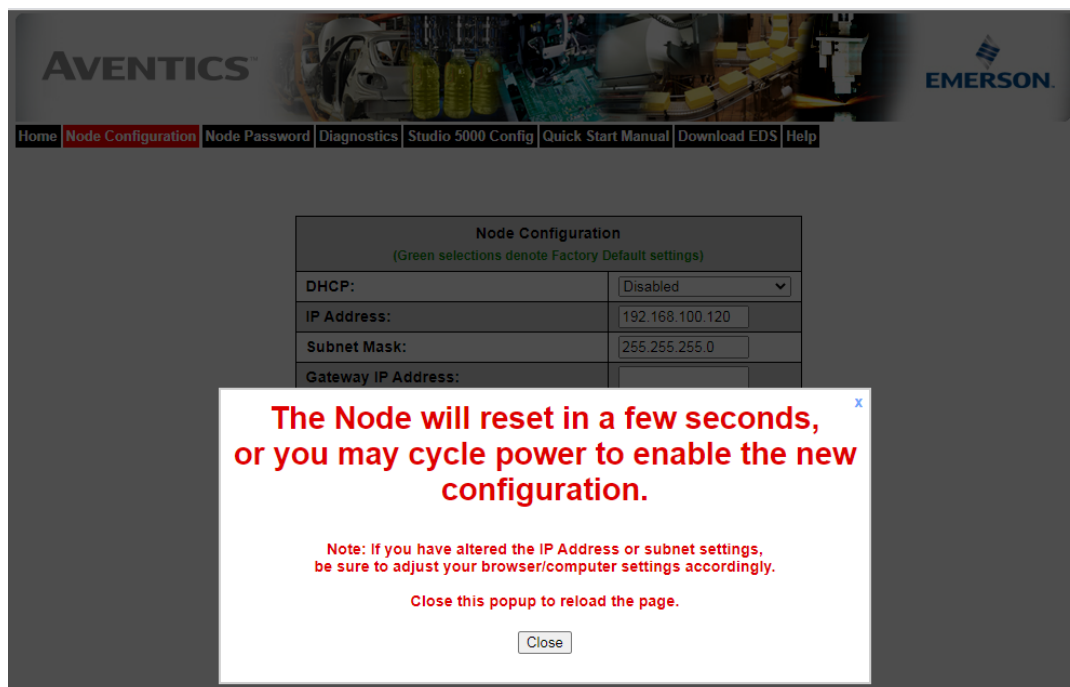 AVENTICS™
EMERSON.
Home Node Configuration Node Password Diagnostics Studio 5000 Config Quick Start Manual Download EDS Help
Node Configuration
(Green selections denote Factory Default settings)
DHCP: Disabled
IP Address: 192.168.100.120
Subnet Mask: 255.255.255.0
Gateway IP Address:
x
The Node will reset in a few seconds,
or you may cycle power to enable the new
configuration.
Note: If you have altered the IP Address or subnet settings,
be sure to adjust your browser/computer settings accordingly.
Close this popup to reload the page.
Close